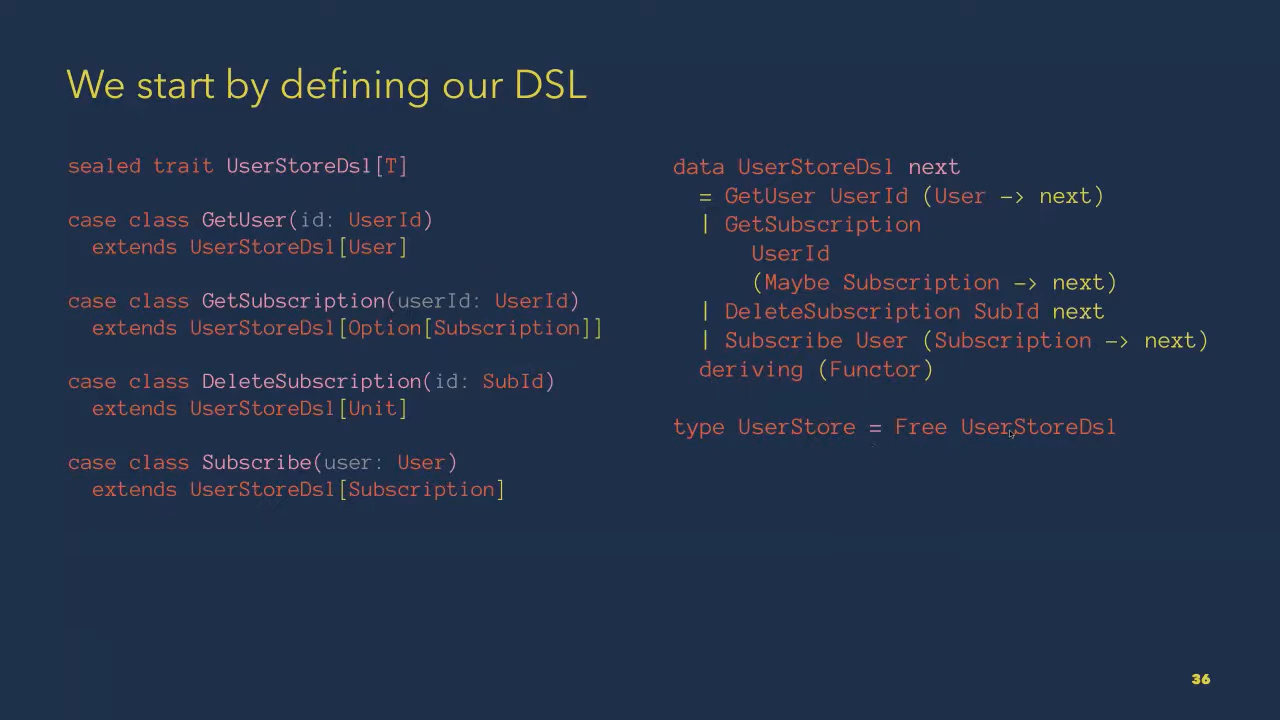 We start by defining our DSL
sealed trait UserStoreDsl[T]
case class GetUser(id: UserId)
  extends UserStoreDsl[User]
case class GetSubscription(userId: UserId)
  extends UserStoreDsl[Option[Subscription]]
case class DeleteSubscription(id: SubId)
  extends UserStoreDsl[Unit]
case class Subscribe(user: User)
  extends UserStoreDsl[Subscription]
data UserStoreDsl next
  = GetUser UserId (User -> next)
  | GetSubscription
      UserId
      (Maybe Subscription -> next)
  | DeleteSubscription SubId next
  | Subscribe User (Subscription -> next)
  deriving (Functor)
type UserStore = Free UserStoreDsl
36